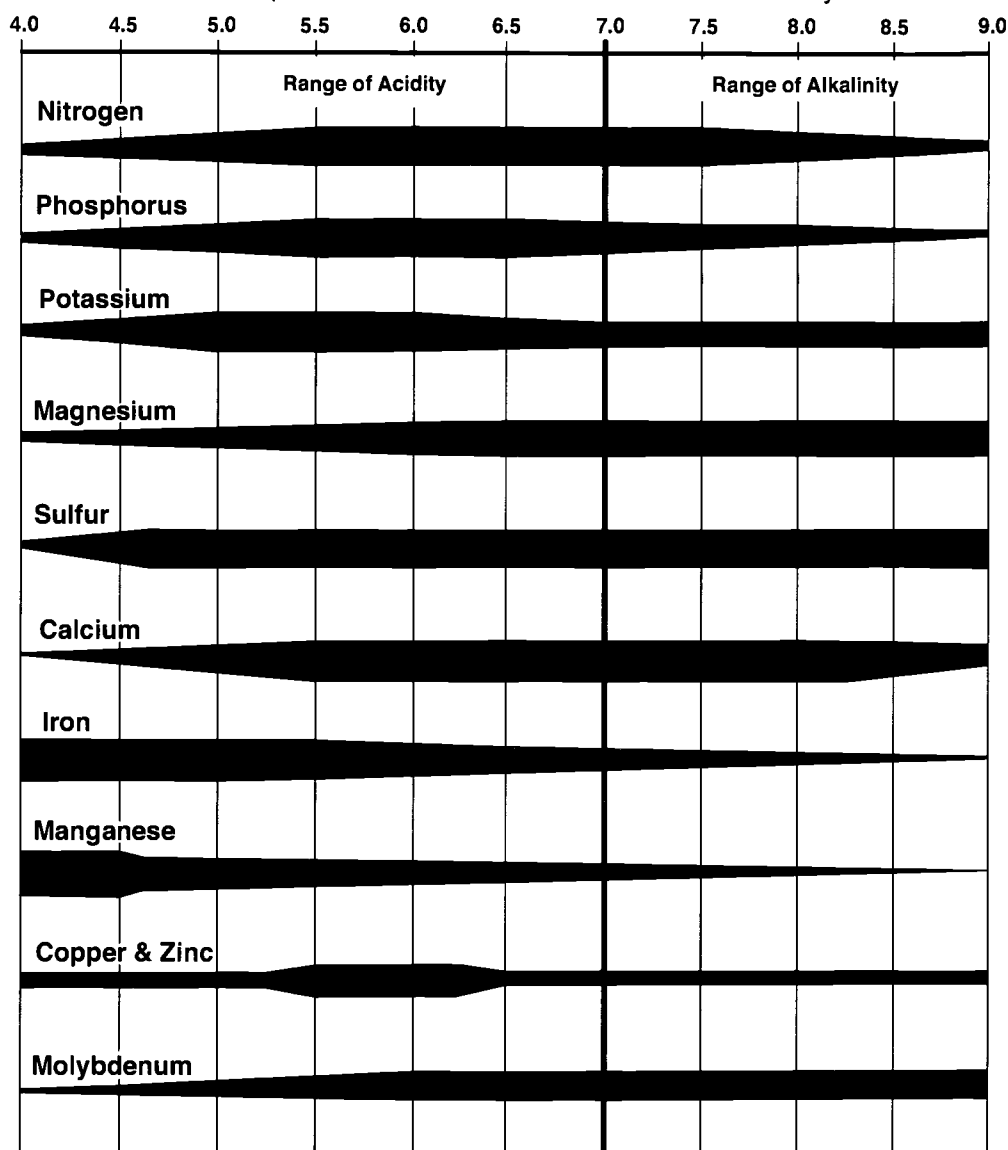 4.0 4.5 5.0 5.5 6.0 6.5 7.0 7.5 8.0 8.5 9.0
Range of Acidity Range of Alkalinity
Nitrogen
Phosphorus
Potassium
Magnesium
Sulfur
Calcium
Iron
Manganese
Copper & Zinc
Molybdenum